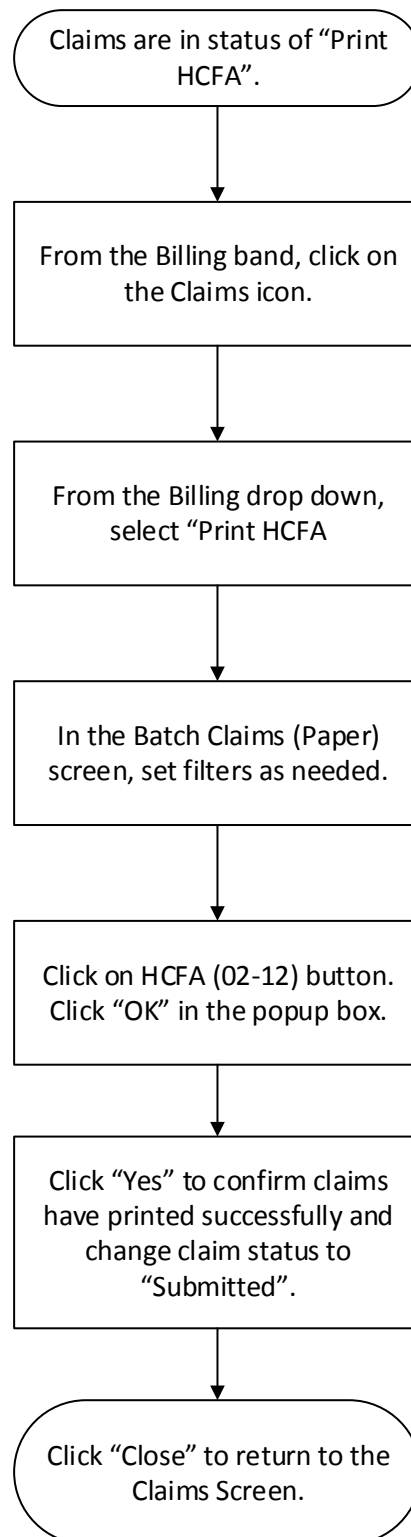 Claims are in status of “Print
HCFA”.
From the Billing band, click on
the Claims icon.
From the Billing drop down,
select “Print HCFA
In the Batch Claims (Paper)
screen, set filters as needed.
Click on HCFA (02-12) button.
Click “OK” in the popup box.
Click “Yes” to confirm claims
have printed successfully and
change claim status to
“Submitted”.
Click “Close” to return to the
Claims Screen.